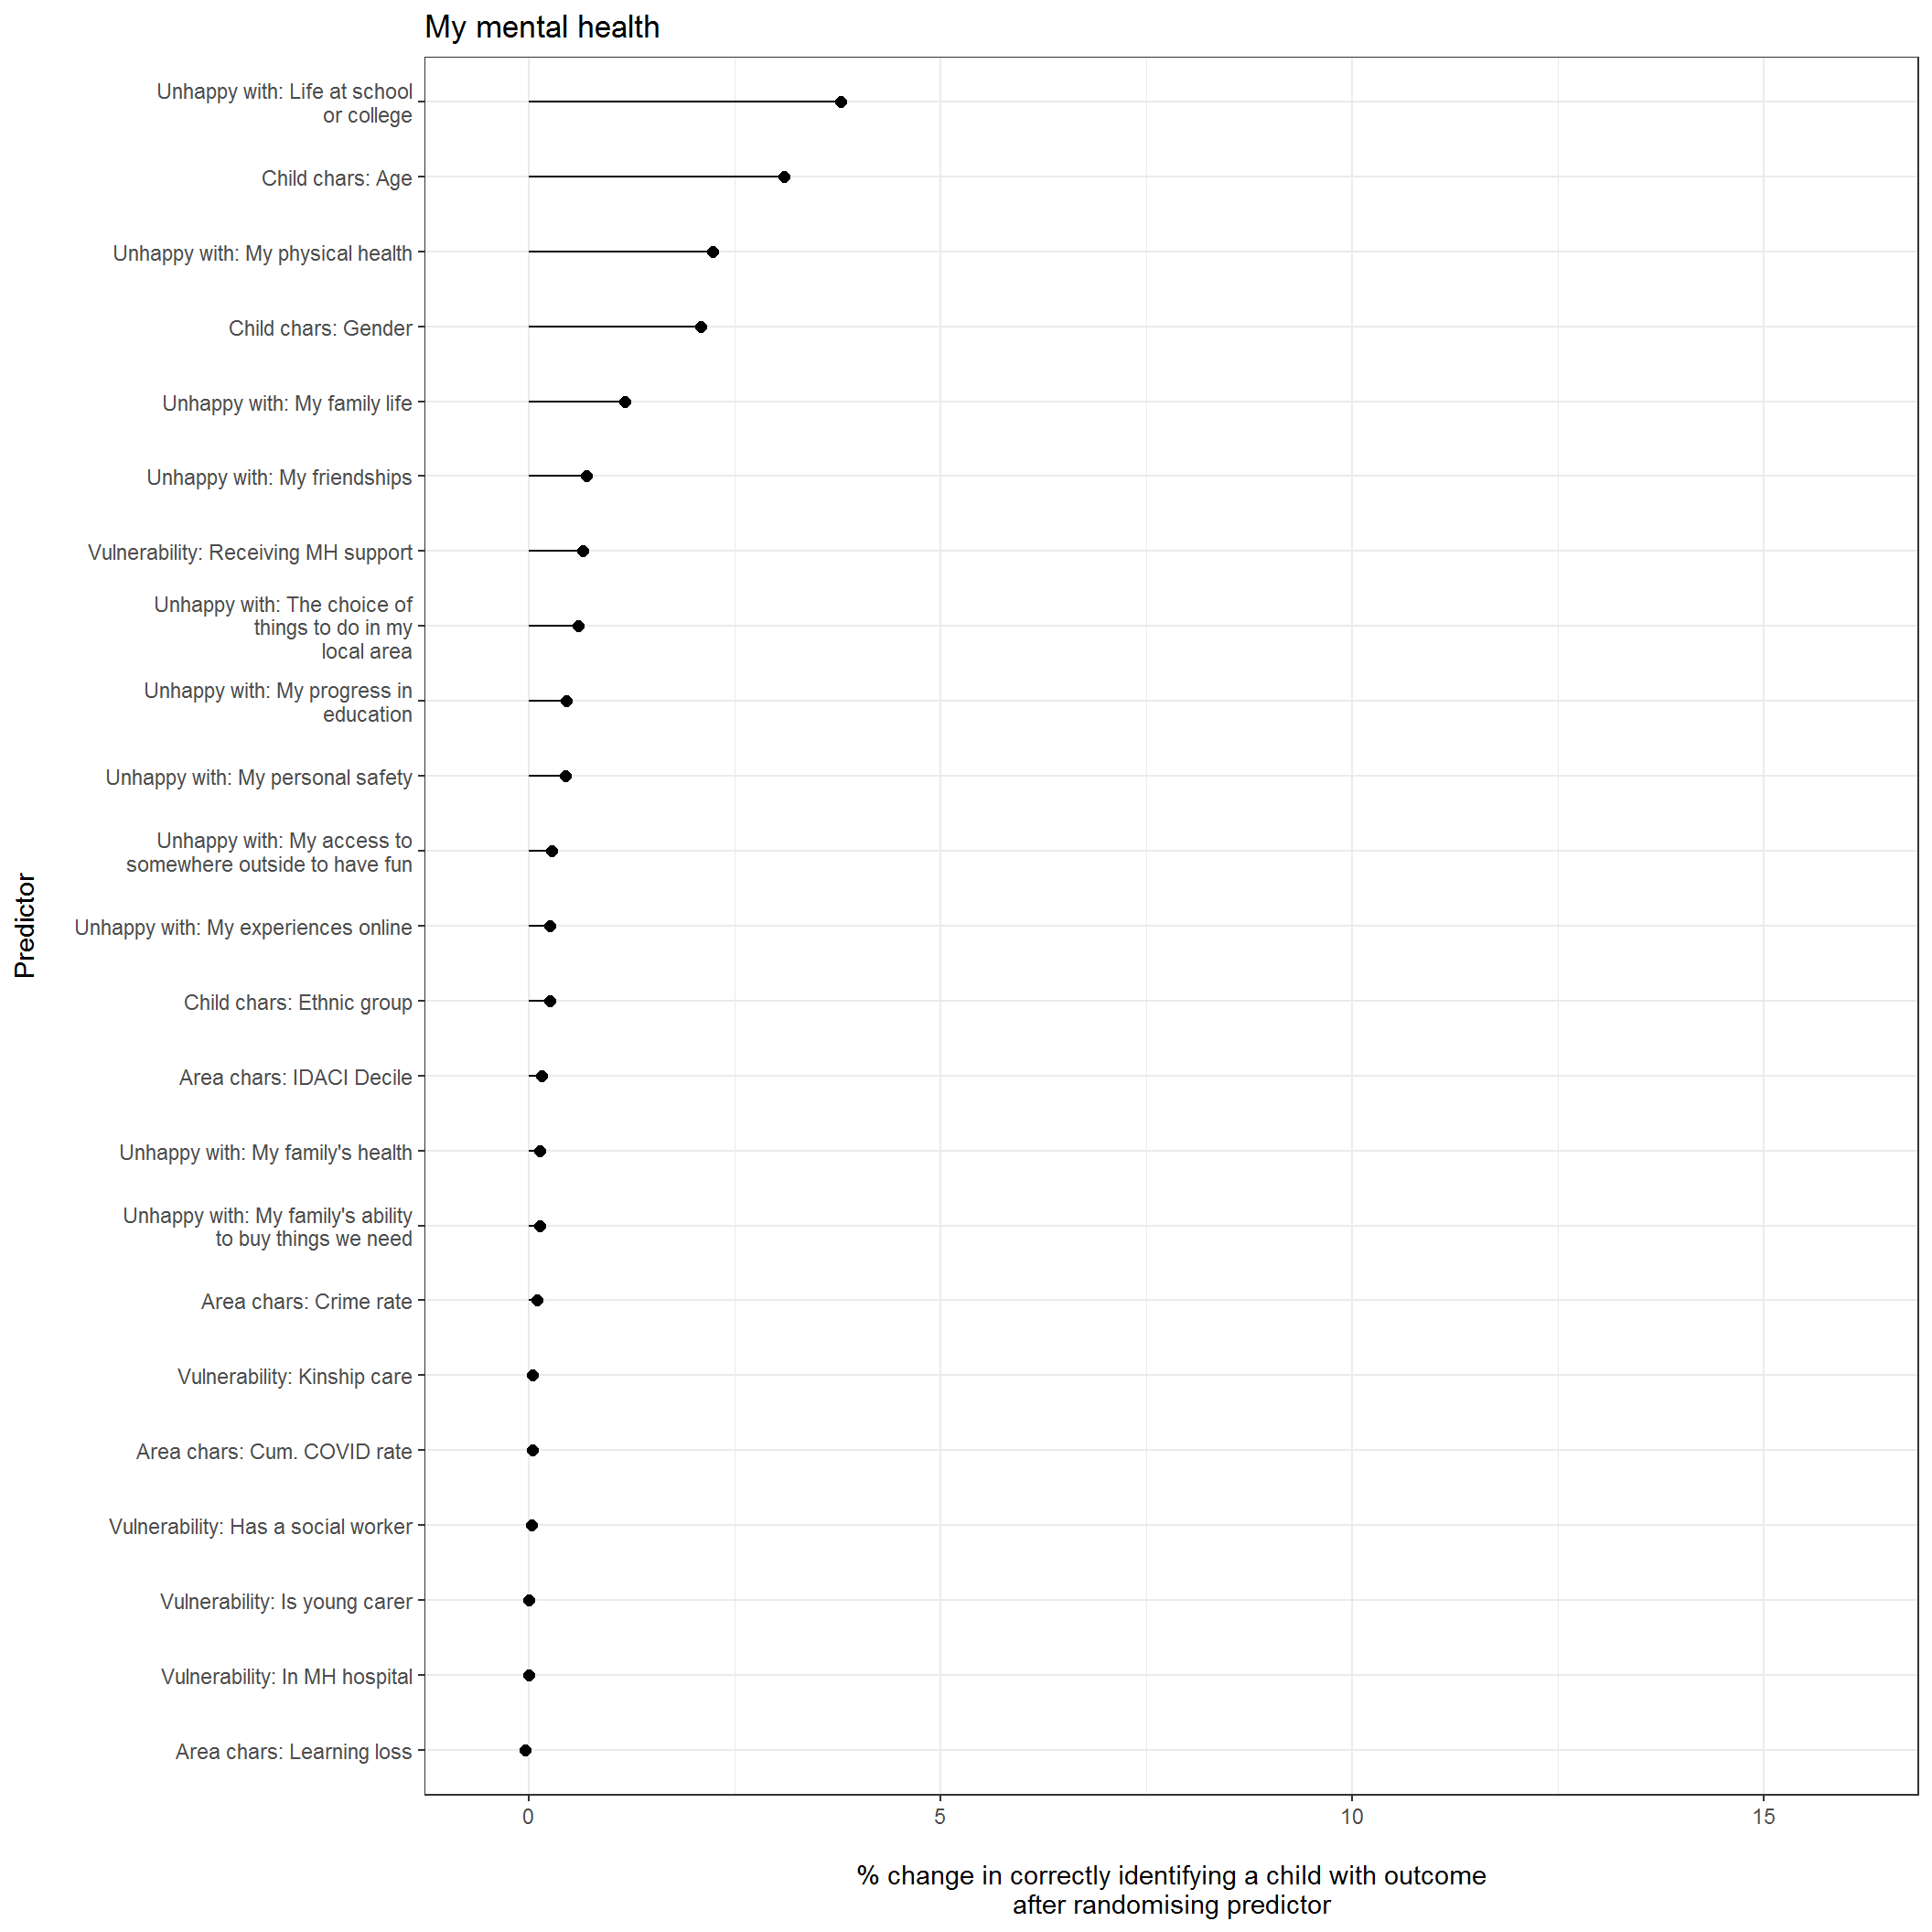 My mental health
Unhappy with: Life at school
or college
Child chars: Age
Unhappy with: My physical health
Child chars: Gender
Unhappy with: My family life
Unhappy with: My friendships
Vulnerability: Receiving MH support
Unhappy with: The choice of
things to do in my
local area
Unhappy with: My progress in
education
Unhappy with: My personal safety
Unhappy with: My access to
somewhere outside to have fun
Unhappy with: My experiences online
Child chars: Ethnic group
Area chars: IDACI Decile
Unhappy with: My family's health
Unhappy with: My family's ability
to buy things we need
Area chars: Crime rate
Vulnerability: Kinship care
Area chars: Cum. COVID rate
Vulnerability: Has a social worker
Vulnerability: Is young carer
Vulnerability: In MH hospital
Area chars: Learning loss
Predictor
0 5 10 15
% change in correctly identifying a child with outcome
after randomising predictor